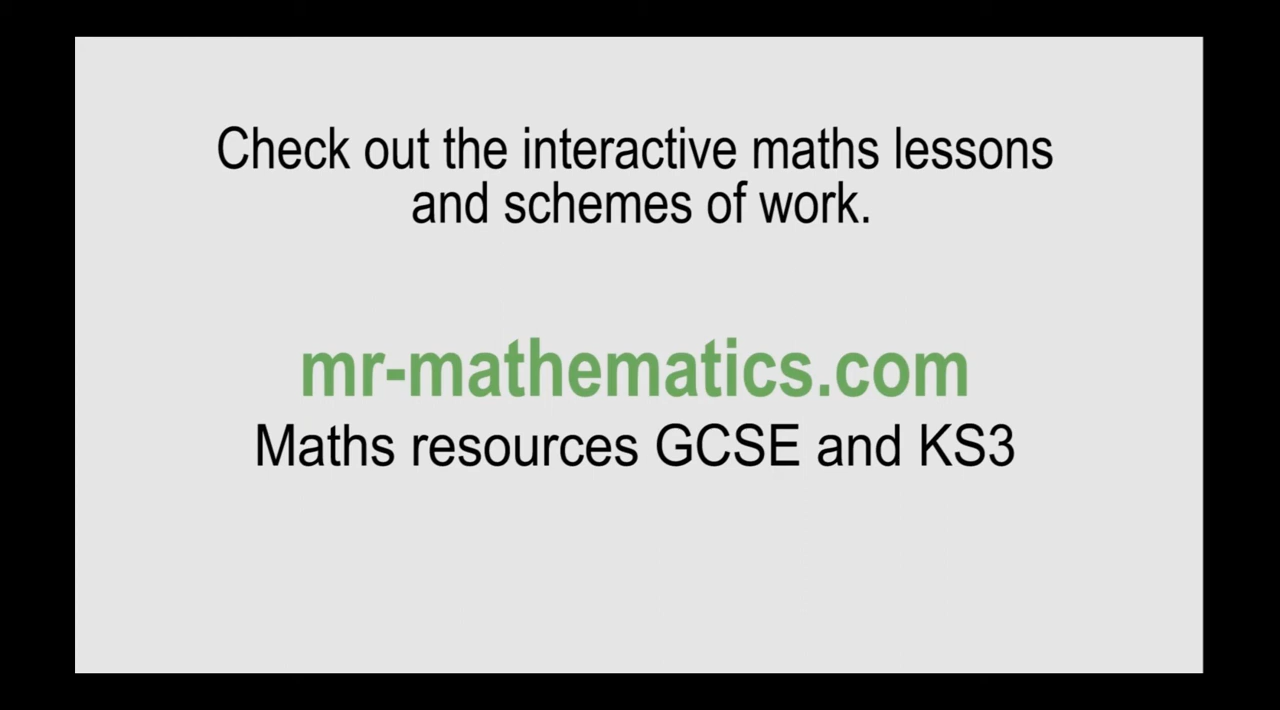 Check out the interactive maths lessons
and schemes of work.
mr-mathematics.com
Maths resources GCSE and KS3